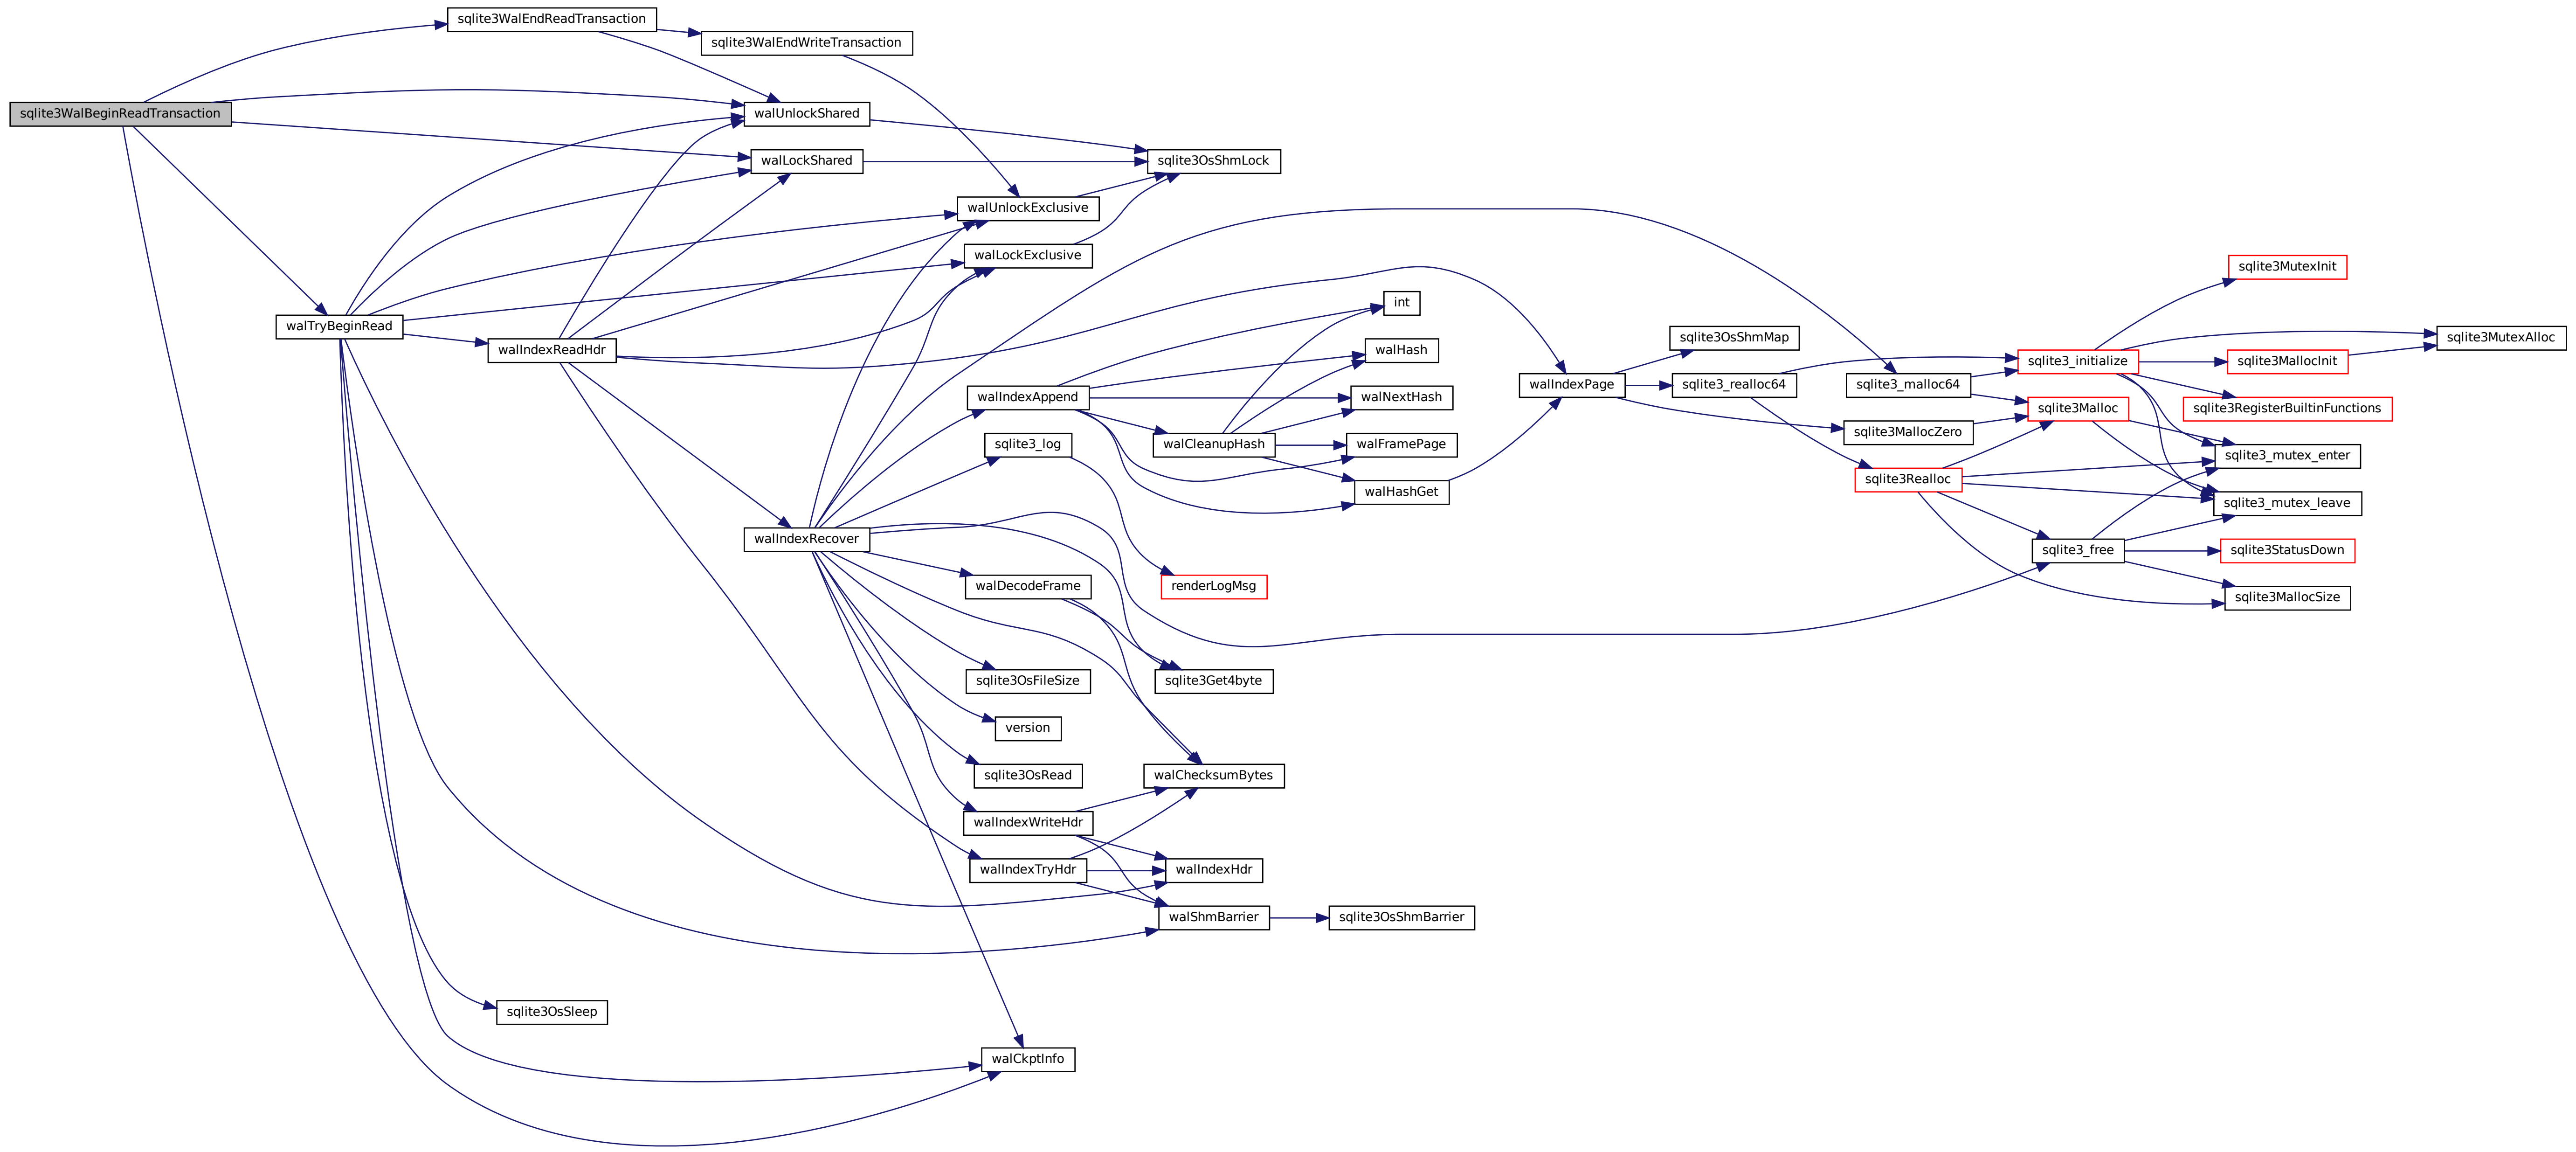 sqlite3WalEndReadTransaction
sqlite3WalEndWriteTransaction
sqlite3WalBeginReadTransaction
walUnlockShared
walLockShared
sqlite3OsShmLock
walUnlockExclusive
walLockExclusive
sqlite3MutexInit
int
walTryBeginRead
sqlite3OsShmMap
sqlite3MutexAlloc
walIndexReadHdr
walHash
sqlite3_initialize
sqlite3MallocInit
walIndexPage
sqlite3_realloc64
sqlite3_malloc64
walIndexAppend
walNextHash
sqlite3Malloc
sqlite3RegisterBuiltinFunctions
sqlite3_log
walCleanupHash
walFramePage
sqlite3MallocZero
sqlite3_mutex_enter
walHashGet
sqlite3Realloc
sqlite3_mutex_leave
walIndexRecover
sqlite3_free
sqlite3StatusDown
walDecodeFrame
renderLogMsg
sqlite3MallocSize
sqlite3OsFileSize
sqlite3Get4byte
version
sqlite3OsRead
walChecksumBytes
walIndexWriteHdr
walIndexTryHdr
walIndexHdr
walShmBarrier
sqlite3OsShmBarrier
sqlite3OsSleep
walCkptInfo